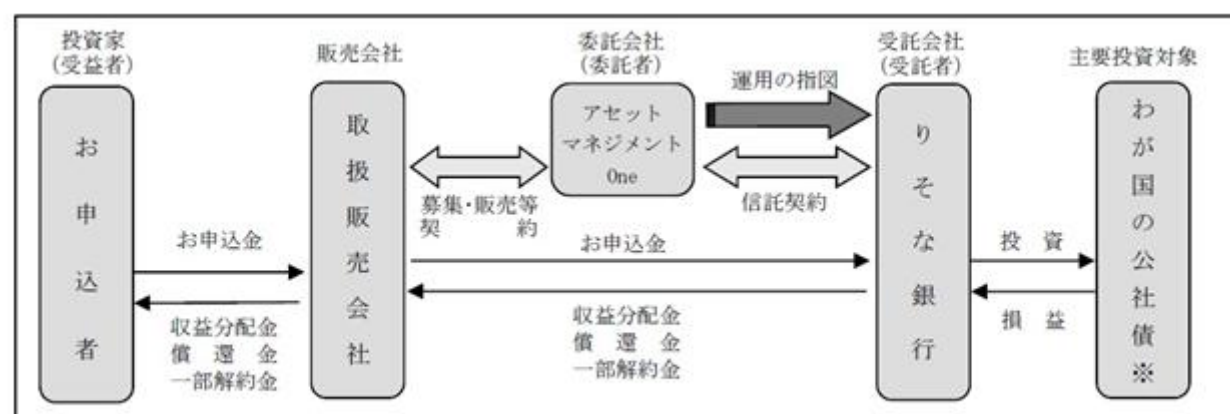 投資家
(受益者)
お申込者
販売会社
取扱販売会社
委託会社
(委託者)
アセット
マネジメント
One
受託会社
(受託者)
りそな銀行
主要投資対象
わが国の公社債※
運用の指図
募集・販売等
契　　　約
信託契約
お申込金
収益分配金
償　還　金
一部解約金
お申込金
収益分配金
償　還　金
一部解約金
投　資
損　益